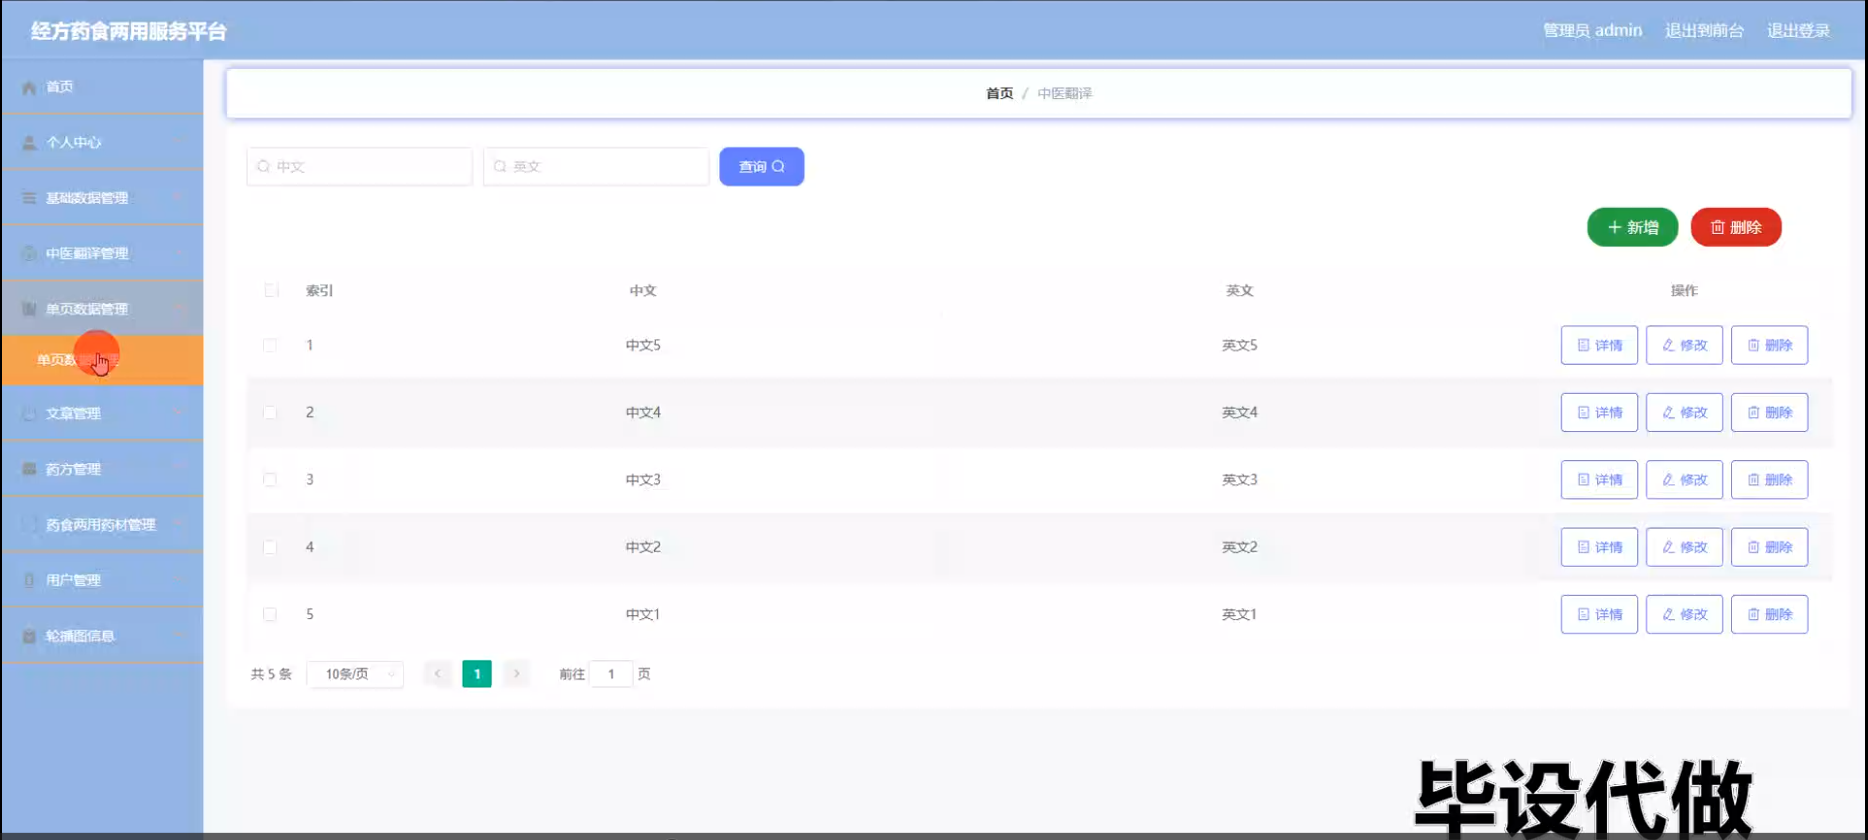 经方药食两用服务平台
管理员 admin 退出到前台 退出登录
首页
个人中心
基础数据管理
中医翻译管理
单页数据管理
单页数据管理
文章管理
药方管理
药食两用药材管理
用户管理
轮播图信息
首页 / 中医翻译
中文 英文 查询
+ 新增 删除
索引 中文 英文 操作
1 中文5 英文5 详情 修改 删除
2 中文4 英文4 详情 修改 删除
3 中文3 英文3 详情 修改 删除
4 中文2 英文2 详情 修改 删除
5 中文1 英文1 详情 修改 删除
共 5 条 10条/页 < 1 > 前往 1 页
毕设代做